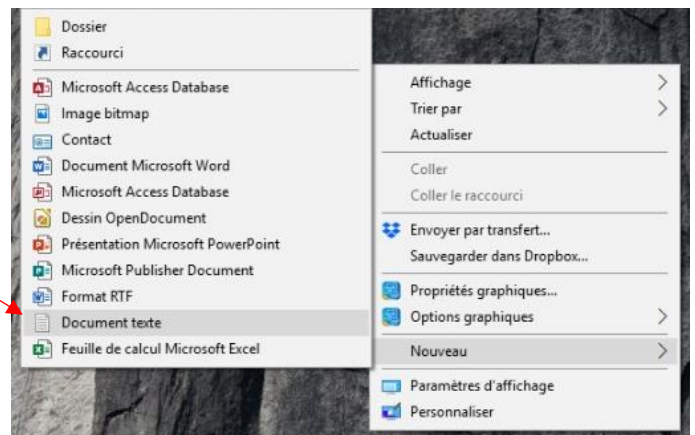 Dossier
Raccourci
Microsoft Access Database
Image bitmap
Contact
Document Microsoft Word
Microsoft Access Database
Dessin OpenDocument
Présentation Microsoft PowerPoint
Microsoft Publisher Document
Format RTF
Document texte
Feuille de calcul Microsoft Excel
Affichage
Trier par
Actualiser
Coller
Coller le raccourci
Envoyer par transfert...
Sauvegarder dans Dropbox...
Propriétés graphiques...
Options graphiques
Nouveau
Paramètres d'affichage
Personnaliser